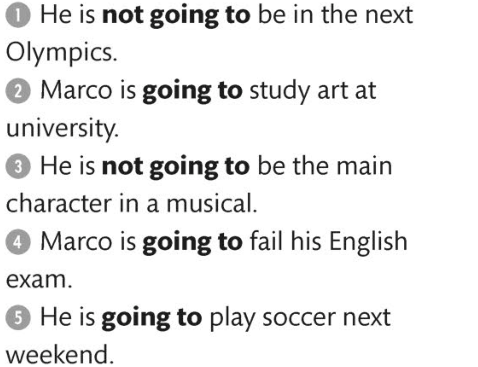 1 He is not going to be in the next
Olympics.
2 Marco is going to study art at
university.
3 He is not going to be the main
character in a musical.
4 Marco is going to fail his English
exam.
5 He is going to play soccer next
weekend.